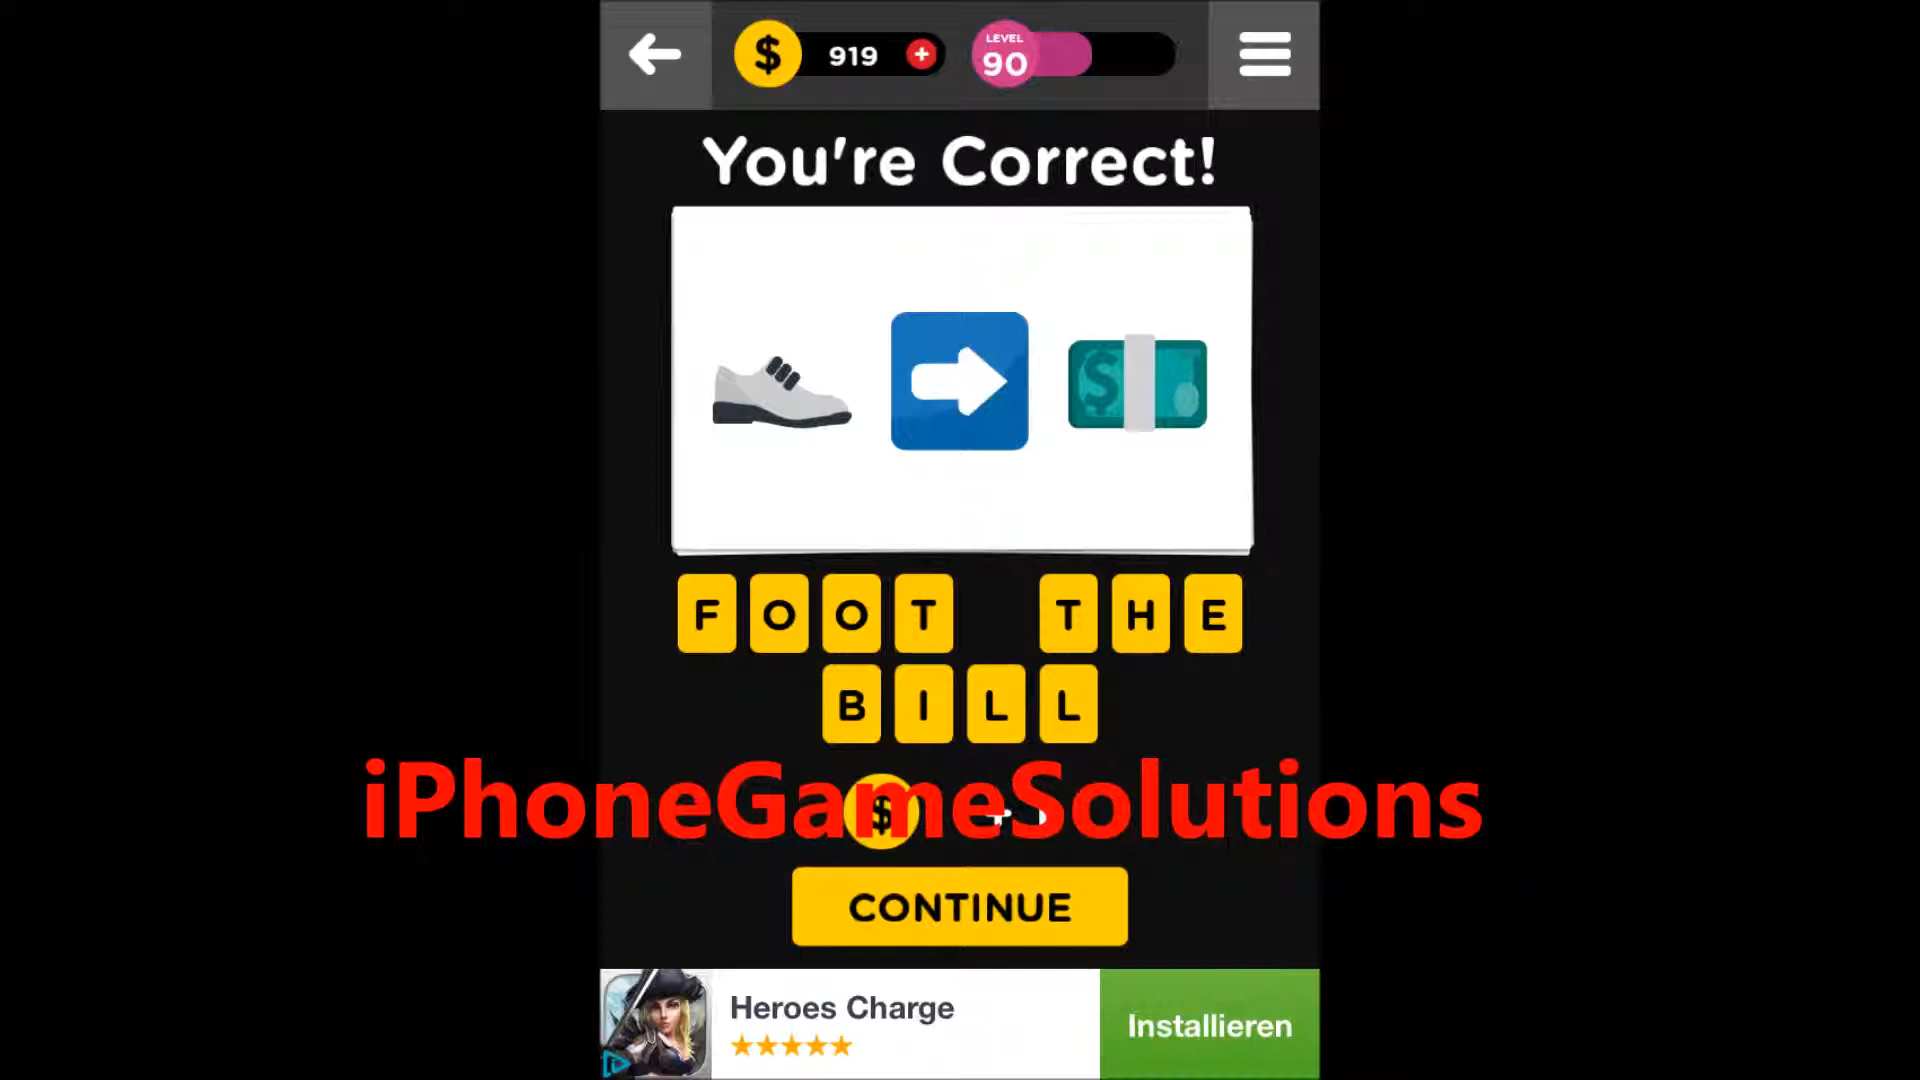 $ 919 +
LEVEL
90
You're Correct!
$
FOOT THE
BILL
iPhoneGameSolutions
$
CONTINUE
Heroes Charge
Installieren